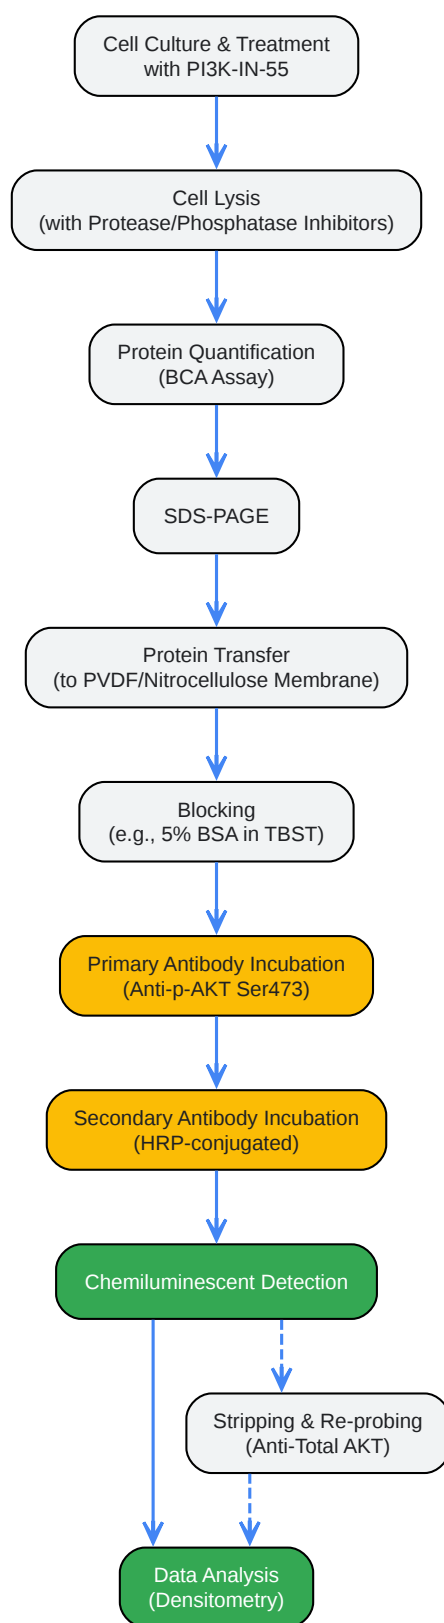 Cell Culture & Treatment
with PI3K-IN-55
Cell Lysis
(with Protease/Phosphatase Inhibitors)
Protein Quantification
(BCA Assay)
SDS-PAGE
Protein Transfer
(to PVDF/Nitrocellulose Membrane)
Blocking
(e.g., 5% BSA in TBST)
Primary Antibody Incubation
(Anti-p-AKT Ser473)
Secondary Antibody Incubation
(HRP-conjugated)
Chemiluminescent Detection
Stripping & Re-probing
(Anti-Total AKT)
Data Analysis
(Densitometry)